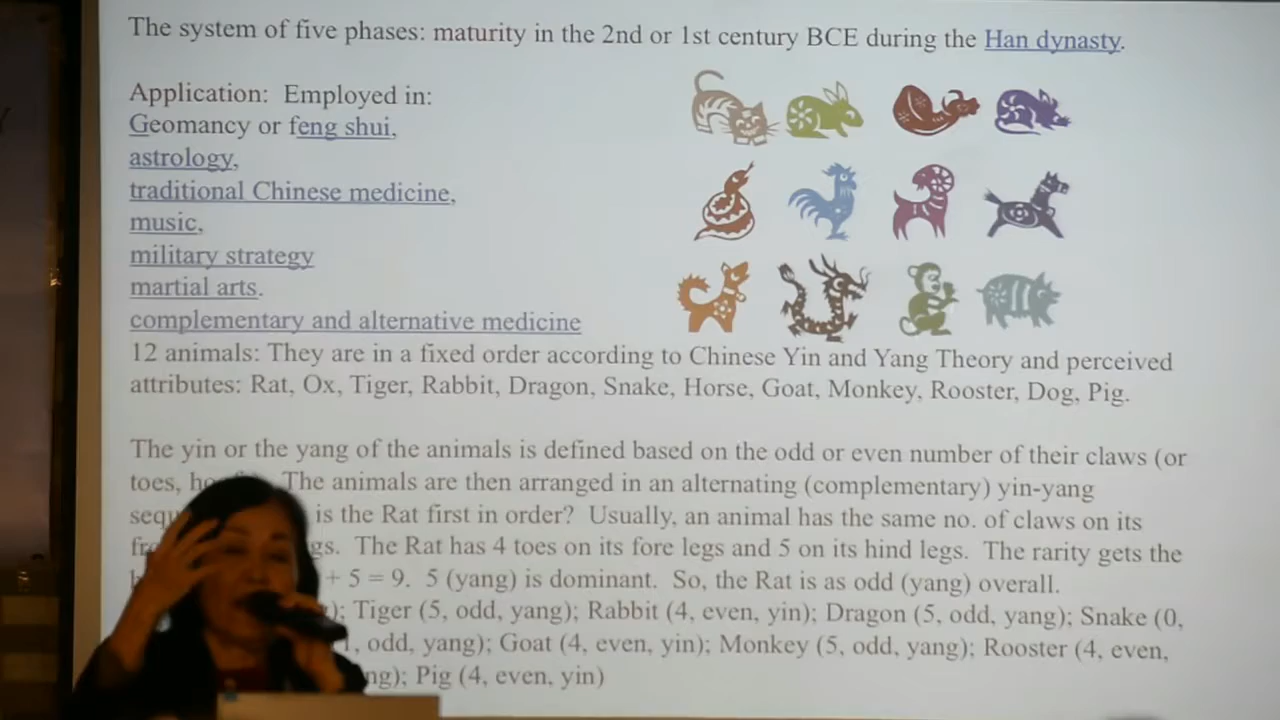 The system of five phases: maturity in the 2nd or 1st century BCE during the Han dynasty.
Application:  Employed in:
Geomancy or feng shui,
astrology,
traditional Chinese medicine,
music,
military strategy
martial arts.
complementary and alternative medicine
12 animals: They are in a fixed order according to Chinese Yin and Yang Theory and perceived
attributes: Rat, Ox, Tiger, Rabbit, Dragon, Snake, Horse, Goat, Monkey, Rooster, Dog, Pig.
The yin or the yang of the animals is defined based on the odd or even number of their claws (or
toes, The animals are then arranged in an alternating (complementary) yin-yang
is the Rat first in order?  Usually, an animal has the same no. of claws on its
The Rat has 4 toes on its fore legs and 5 on its hind legs.  The rarity gets the
+ 5 = 9.  5 (yang) is dominant.  So, the Rat is as odd (yang) overall.
); Tiger (5, odd, yang); Rabbit (4, even, yin); Dragon (5, odd, yang); Snake (0,
odd, yang); Goat (4, even, yin); Monkey (5, odd, yang); Rooster (4, even,
Pig (4, even, yin)